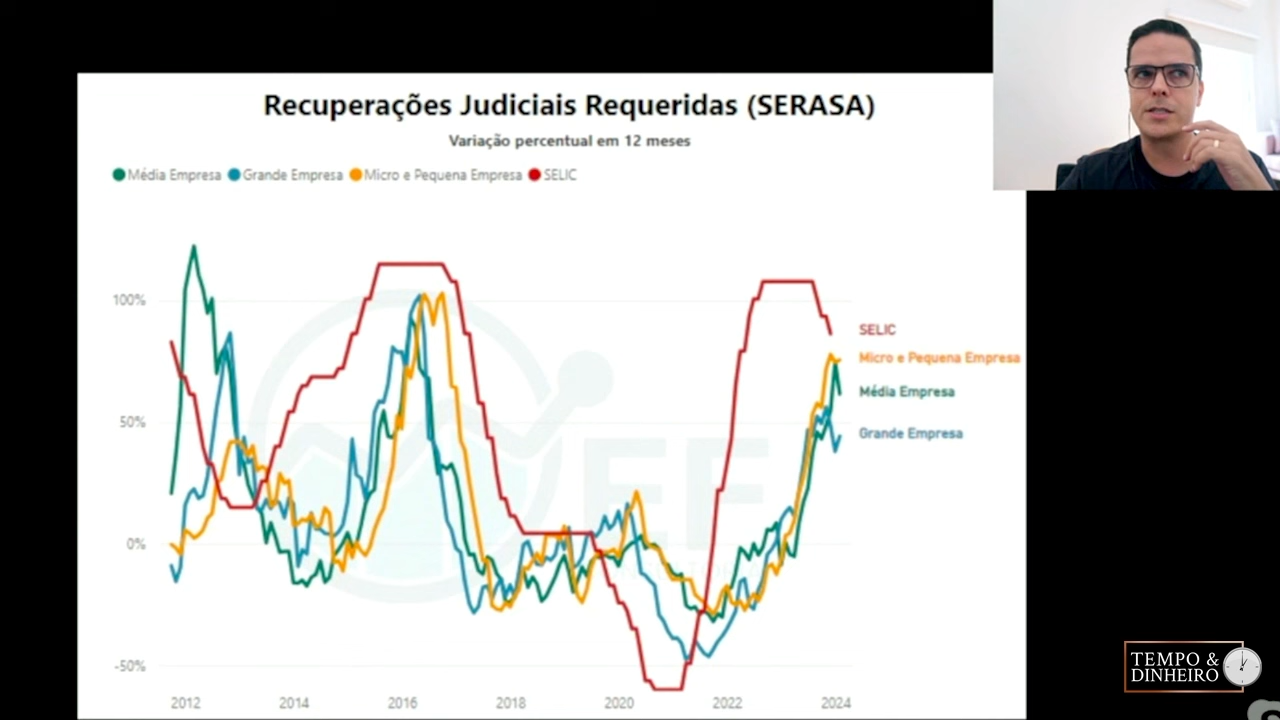 Recuperações Judiciais Requeridas (SERASA)
Variação percentual em 12 meses
Média Empresa Grande Empresa Micro e Pequena Empresa SELIC
100%
50%
0%
-50%
SELIC
Micro e Pequena Empresa
Média Empresa
Grande Empresa
2012 2014 2016 2018 2020 2022 2024
EF
TEMPO &
DINHEIRO